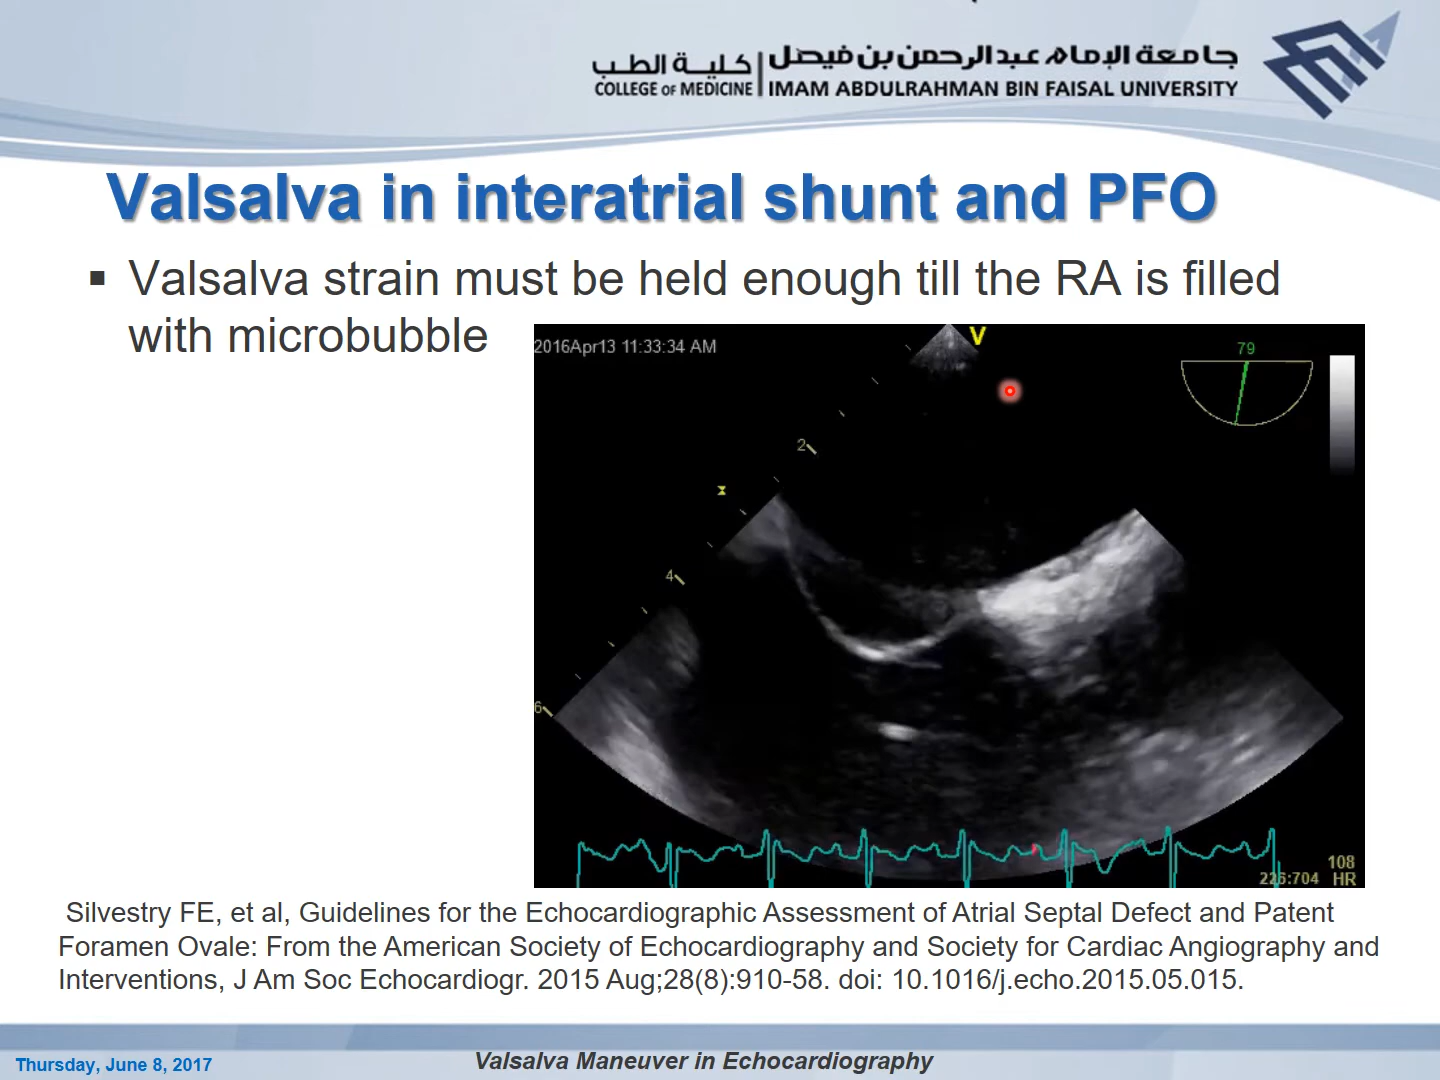 كلية الطب
جامعة الإمام عبدالرحمن بن فيصل
COLLEGE OF MEDICINE
IMAM ABDULRAHMAN BIN FAISAL UNIVERSITY
Valsalva in interatrial shunt and PFO
▪ Valsalva strain must be held enough till the RA is filled
with microbubble
2016Apr13 11:33:34 AM
V
79
2
4
6
108
226:704 HR
Silvestry FE, et al, Guidelines for the Echocardiographic Assessment of Atrial Septal Defect and Patent
Foramen Ovale: From the American Society of Echocardiography and Society for Cardiac Angiography and
Interventions, J Am Soc Echocardiogr. 2015 Aug;28(8):910-58. doi: 10.1016/j.echo.2015.05.015.
Thursday, June 8, 2017
Valsalva Maneuver in Echocardiography